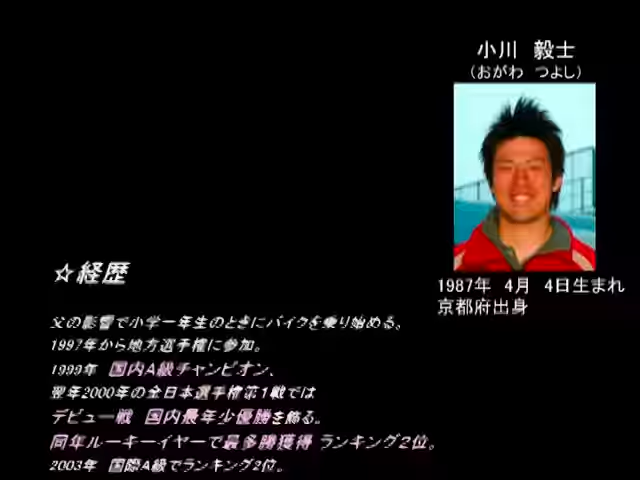 小川　毅士
（おがわ　つよし）
1987年　4月　4日生まれ
京都府出身
☆経歴
父の影響で小学一年生のときにバイクを乗り始める。
1997年から地方選手権に参加。
1999年　国内A級チャンピオン、
翌年2000年の全日本選手権第1戦では
デビュー戦　国内最年少優勝を飾る。
同年ルーキーイヤーで最多勝獲得 ランキング2位。
2003年　国際A級でランキング2位。